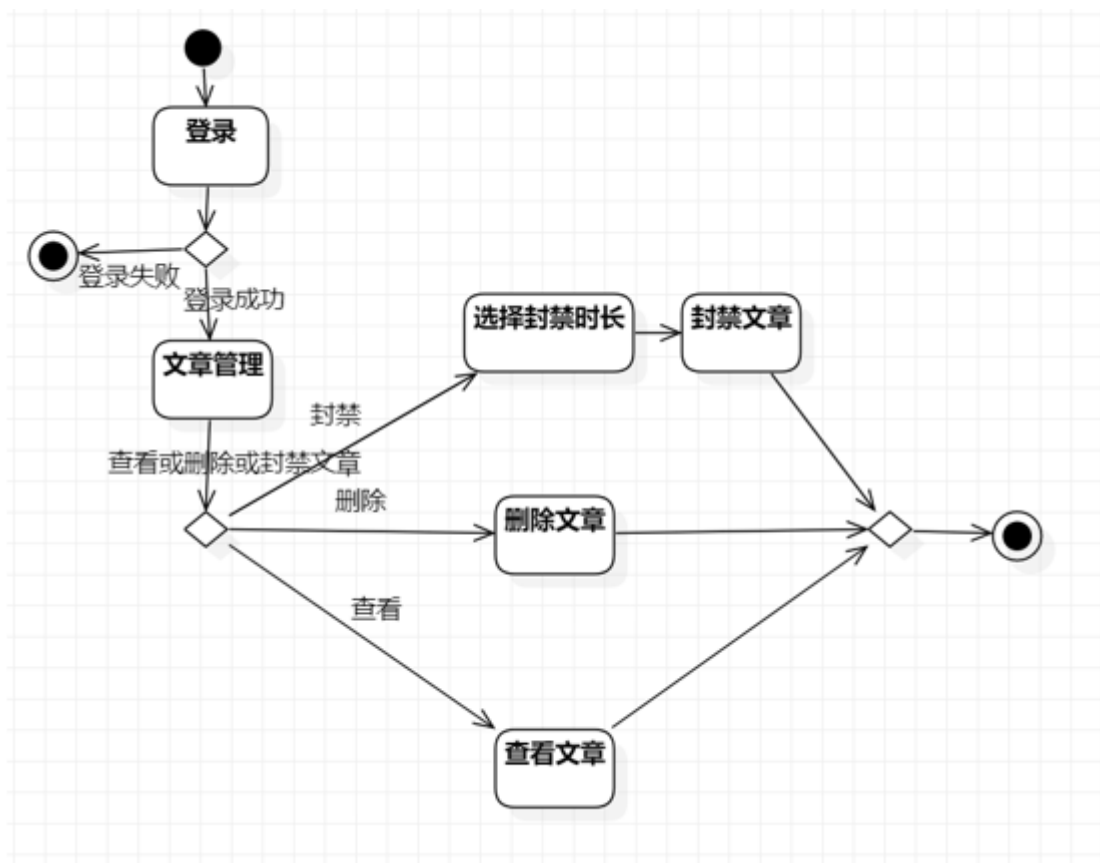 登录
登录失败
登录成功
选择封禁时长
封禁文章
文章管理
封禁
查看或删除或封禁文章
删除
删除文章
查看
查看文章